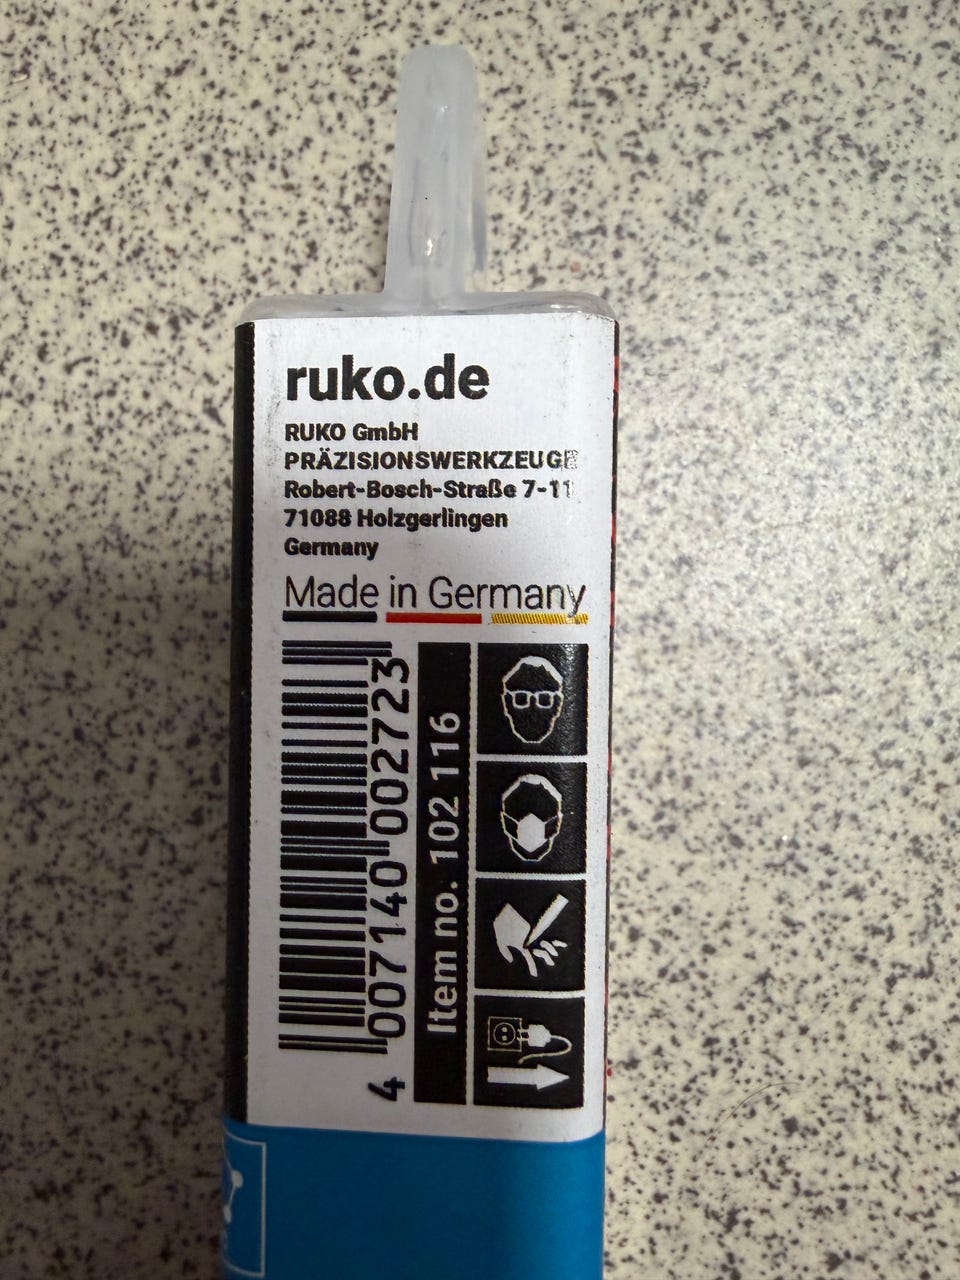 ruko.de
RUKO GmbH
PRÄZISIONSWERKZEUGE
Robert-Bosch-Straße 7-11
71088 Holzgerlingen
Germany
Made in Germany
4 007140 002723
Item no. 102 116